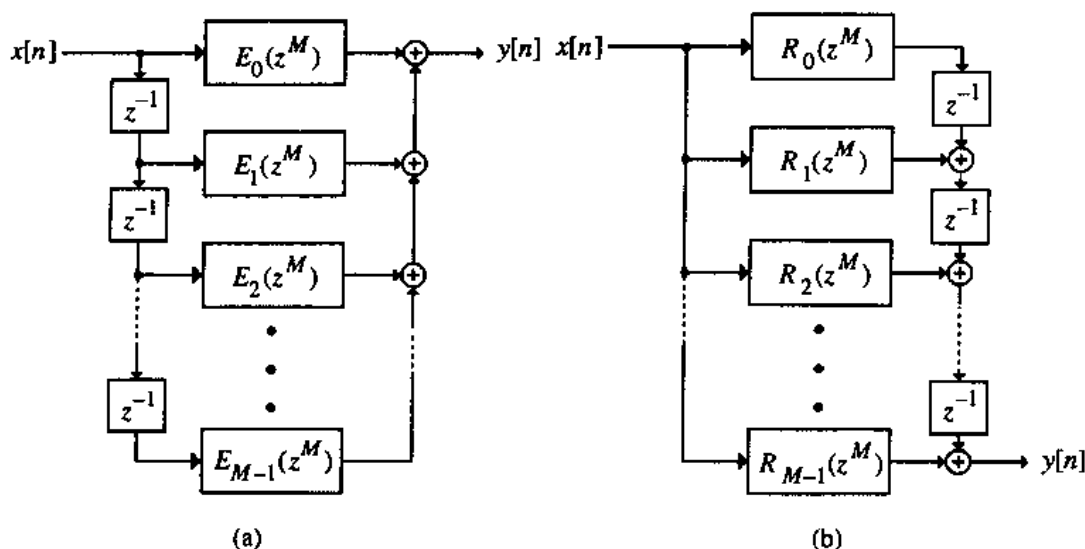 x[n]
E_0(z^M)
y[n]
z^{-1}
E_1(z^M)
z^{-1}
E_2(z^M)
z^{-1}
E_{M-1}(z^M)
(a)
x[n]
R_0(z^M)
z^{-1}
R_1(z^M)
z^{-1}
R_2(z^M)
z^{-1}
R_{M-1}(z^M)
y[n]
(b)